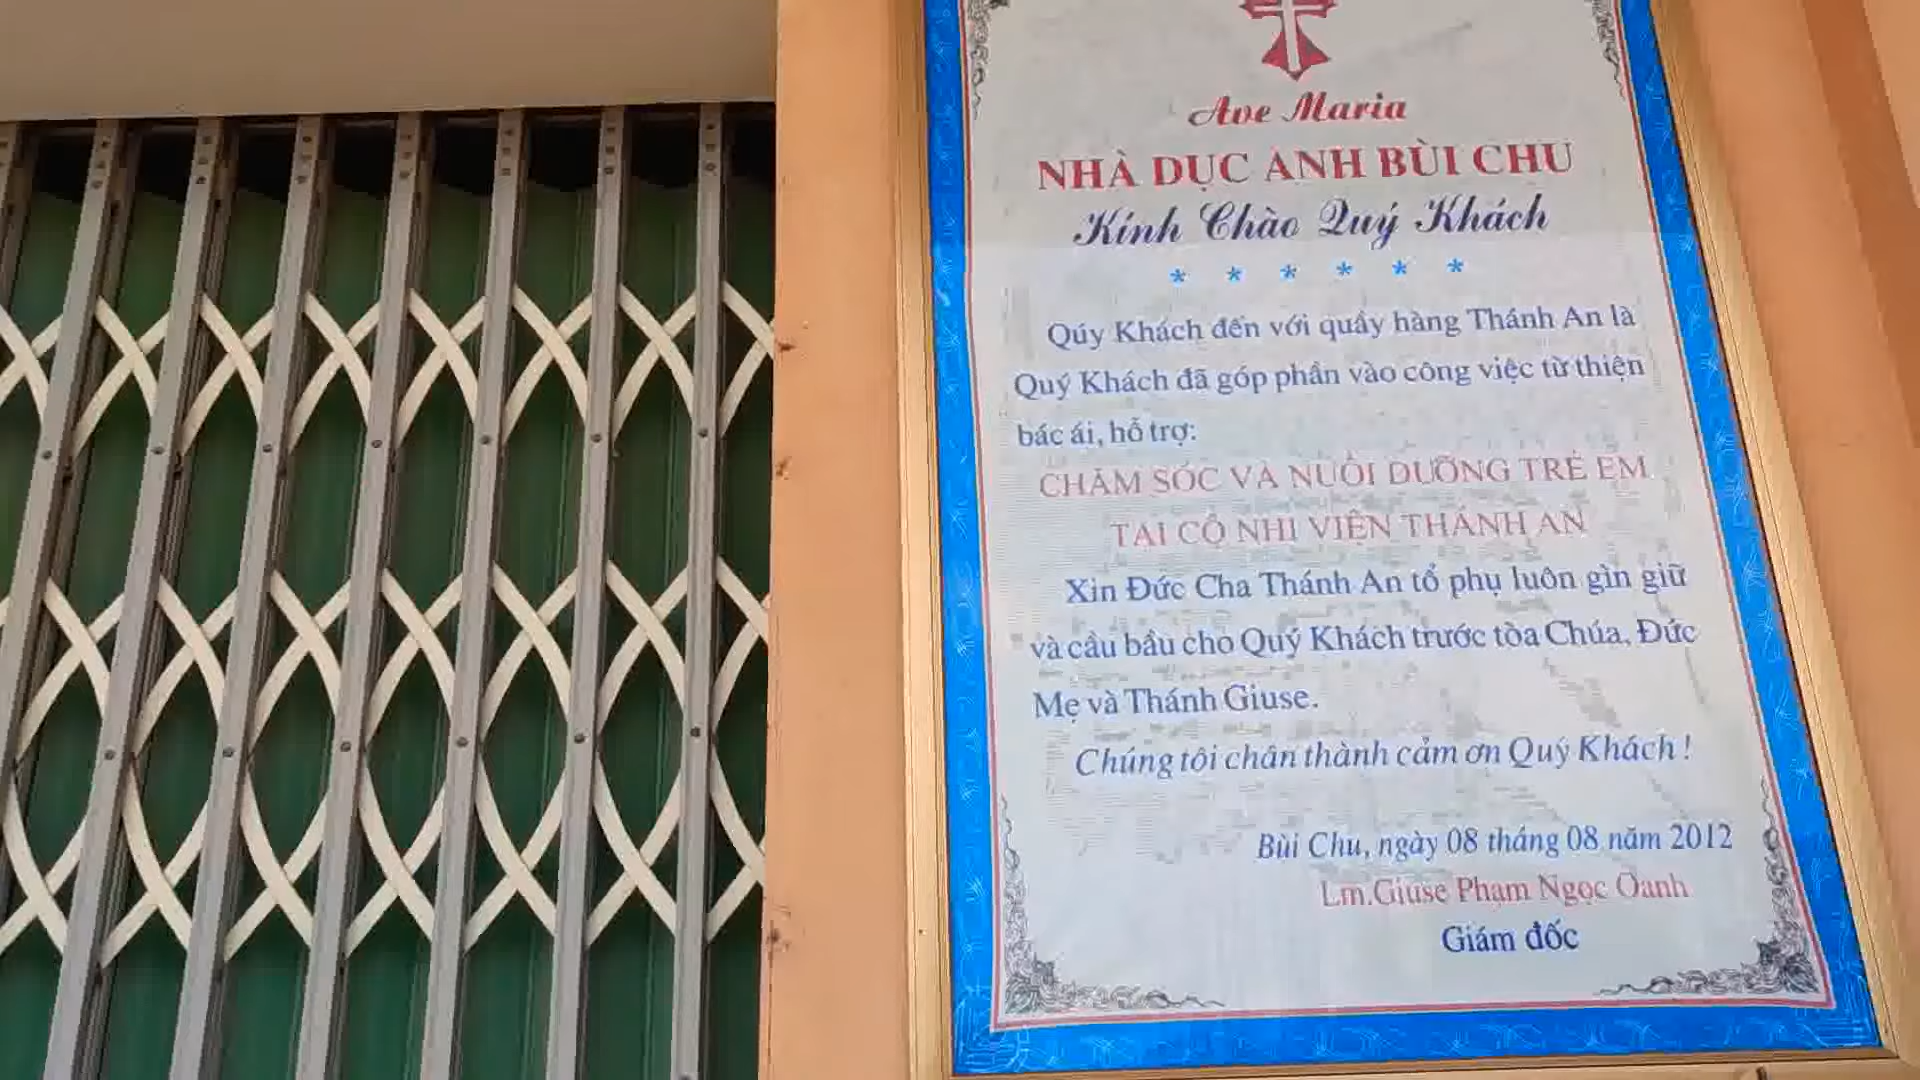 Ave Maria
NHÀ DỤC ANH BÙI CHU
Kính Chào Quý Khách
* * * * * *
Qúy Khách đến với quầy hàng Thánh An là
Quý Khách đã góp phần vào công việc từ thiện
bác ái, hỗ trợ:
CHĂM SÓC VÀ NUÔI DƯỠNG TRẺ EM
TẠI CÔ NHI VIỆN THÁNH AN
Xin Đức Cha Thánh An tổ phụ luôn gìn giữ
và cầu bầu cho Quý Khách trước tòa Chúa, Đức
Mẹ và Thánh Giuse.
Chúng tôi chân thành cảm ơn Quý Khách !
Bùi Chu, ngày 08 tháng 08 năm 2012
Lm.Giuse Phạm Ngọc Oanh
Giám đốc